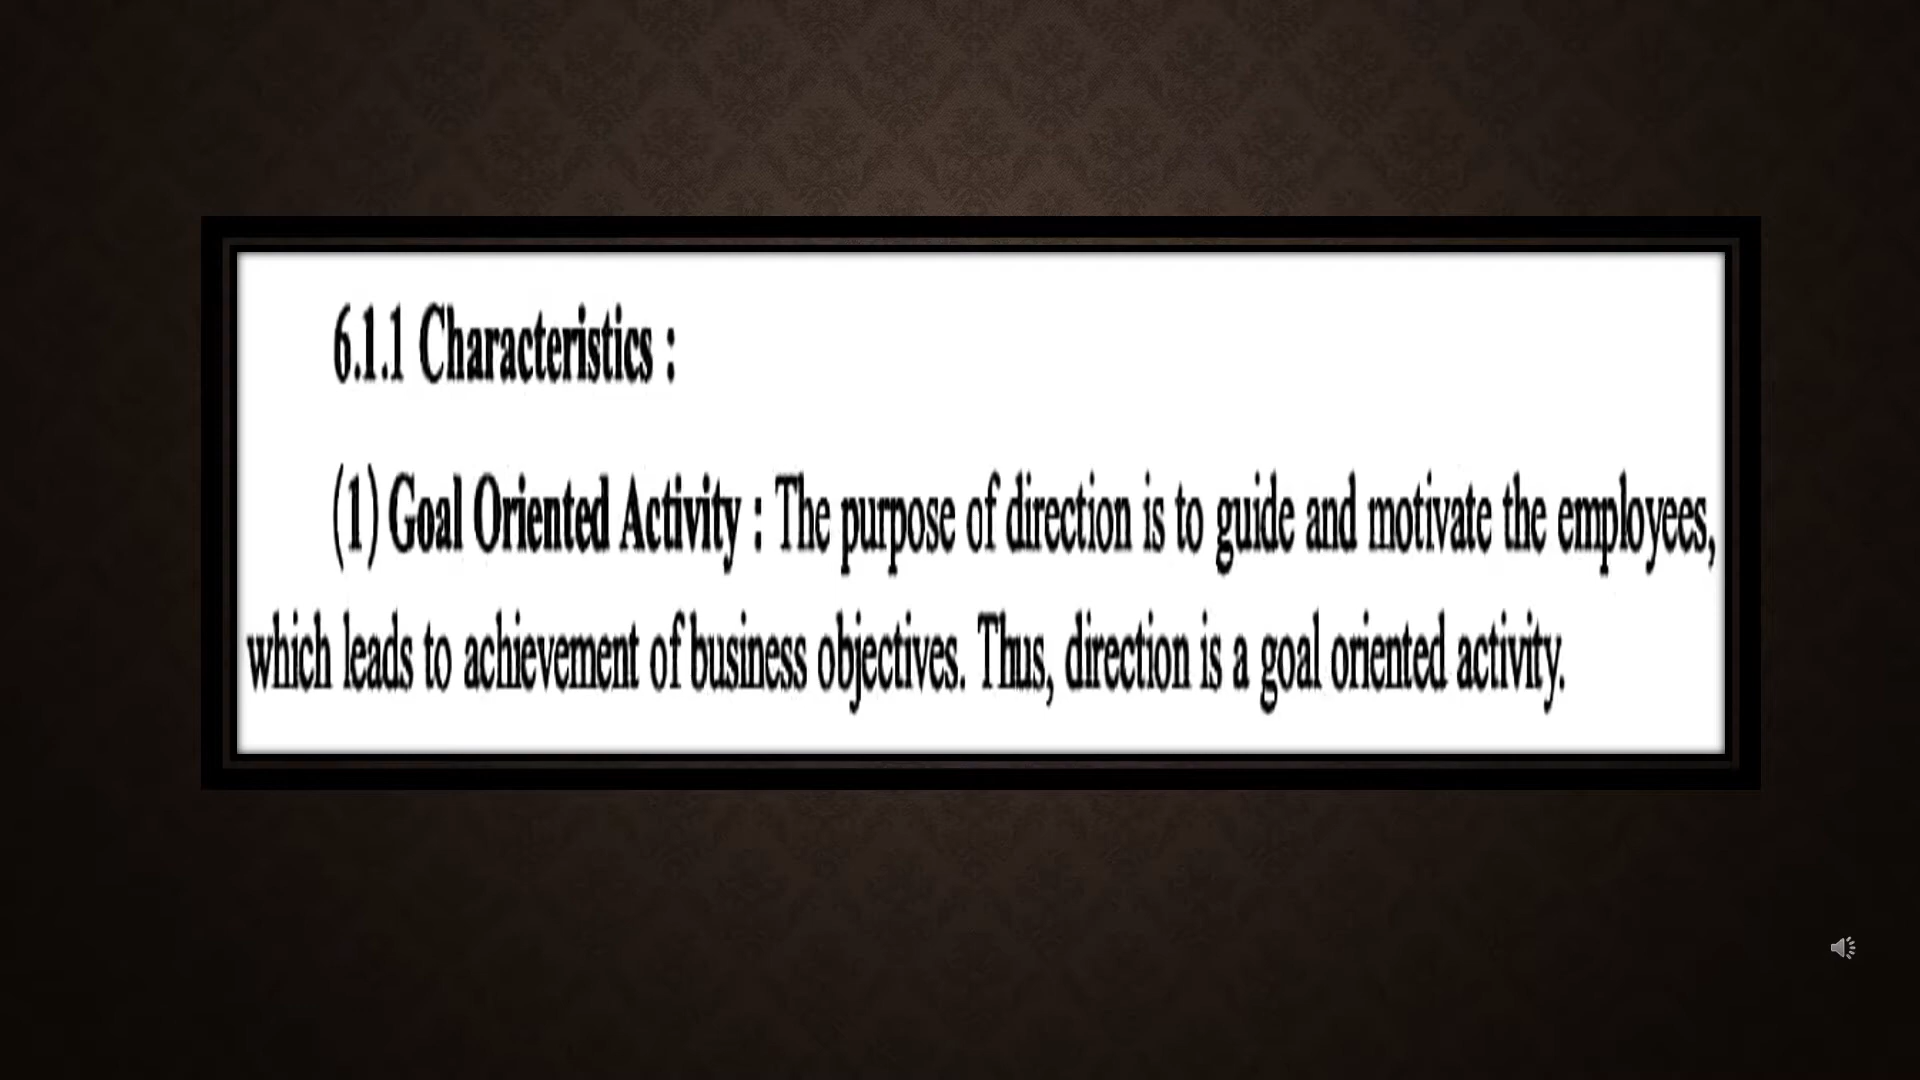 6.1.1 Characteristics :
(1) Goal Oriented Activity : The purpose of direction is to guide and motivate the employees,
which leads to achievement of business objectives. Thus, direction is a goal oriented activity.